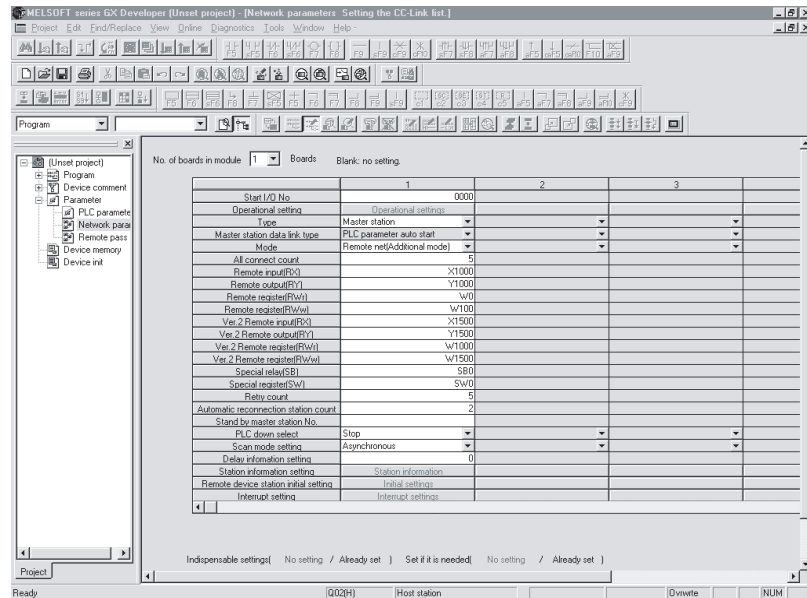 MELSOFT series GX Developer (Unset project) - [Network parameters Setting the CC-Link list.]
Project Edit Find/Replace View Online Diagnostics Tools Window Help
Program
No. of boards in module 1 Boards Blank: no setting.
(Unset project)
Program
Device comment
Parameter
PLC paramete
Network parar
Remote pass
Device memory
Device init
1 2 3
Start I/O No 0000
Operational setting Operational settings
Type Master station
Master station data link type PLC parameter auto start
Mode Remote net(Additional mode)
All connect count 5
Remote input(RX) X1000
Remote output(RY) Y1000
Remote register(RWr) W0
Remote register(RWw) W100
Ver.2 Remote input(RX) X1500
Ver.2 Remote output(RY) Y1500
Ver.2 Remote register(RWr) W1000
Ver.2 Remote register(RWw) W1500
Special relay(SB) SB0
Special register(SW) SW0
Retry count 5
Automatic reconnection station count 2
Stand by master station No.
PLC down select Stop
Scan mode setting Asynchronous
Delay infomation setting 0
Station information setting Station information
Remote device station initial setting Initial settings
Interrupt setting Interrupt settings
Indispensable settings( No setting / Already set ) Set if it is needed( No setting / Already set )
Project
Ready Q02(H) Host station Ovrwrte NUM